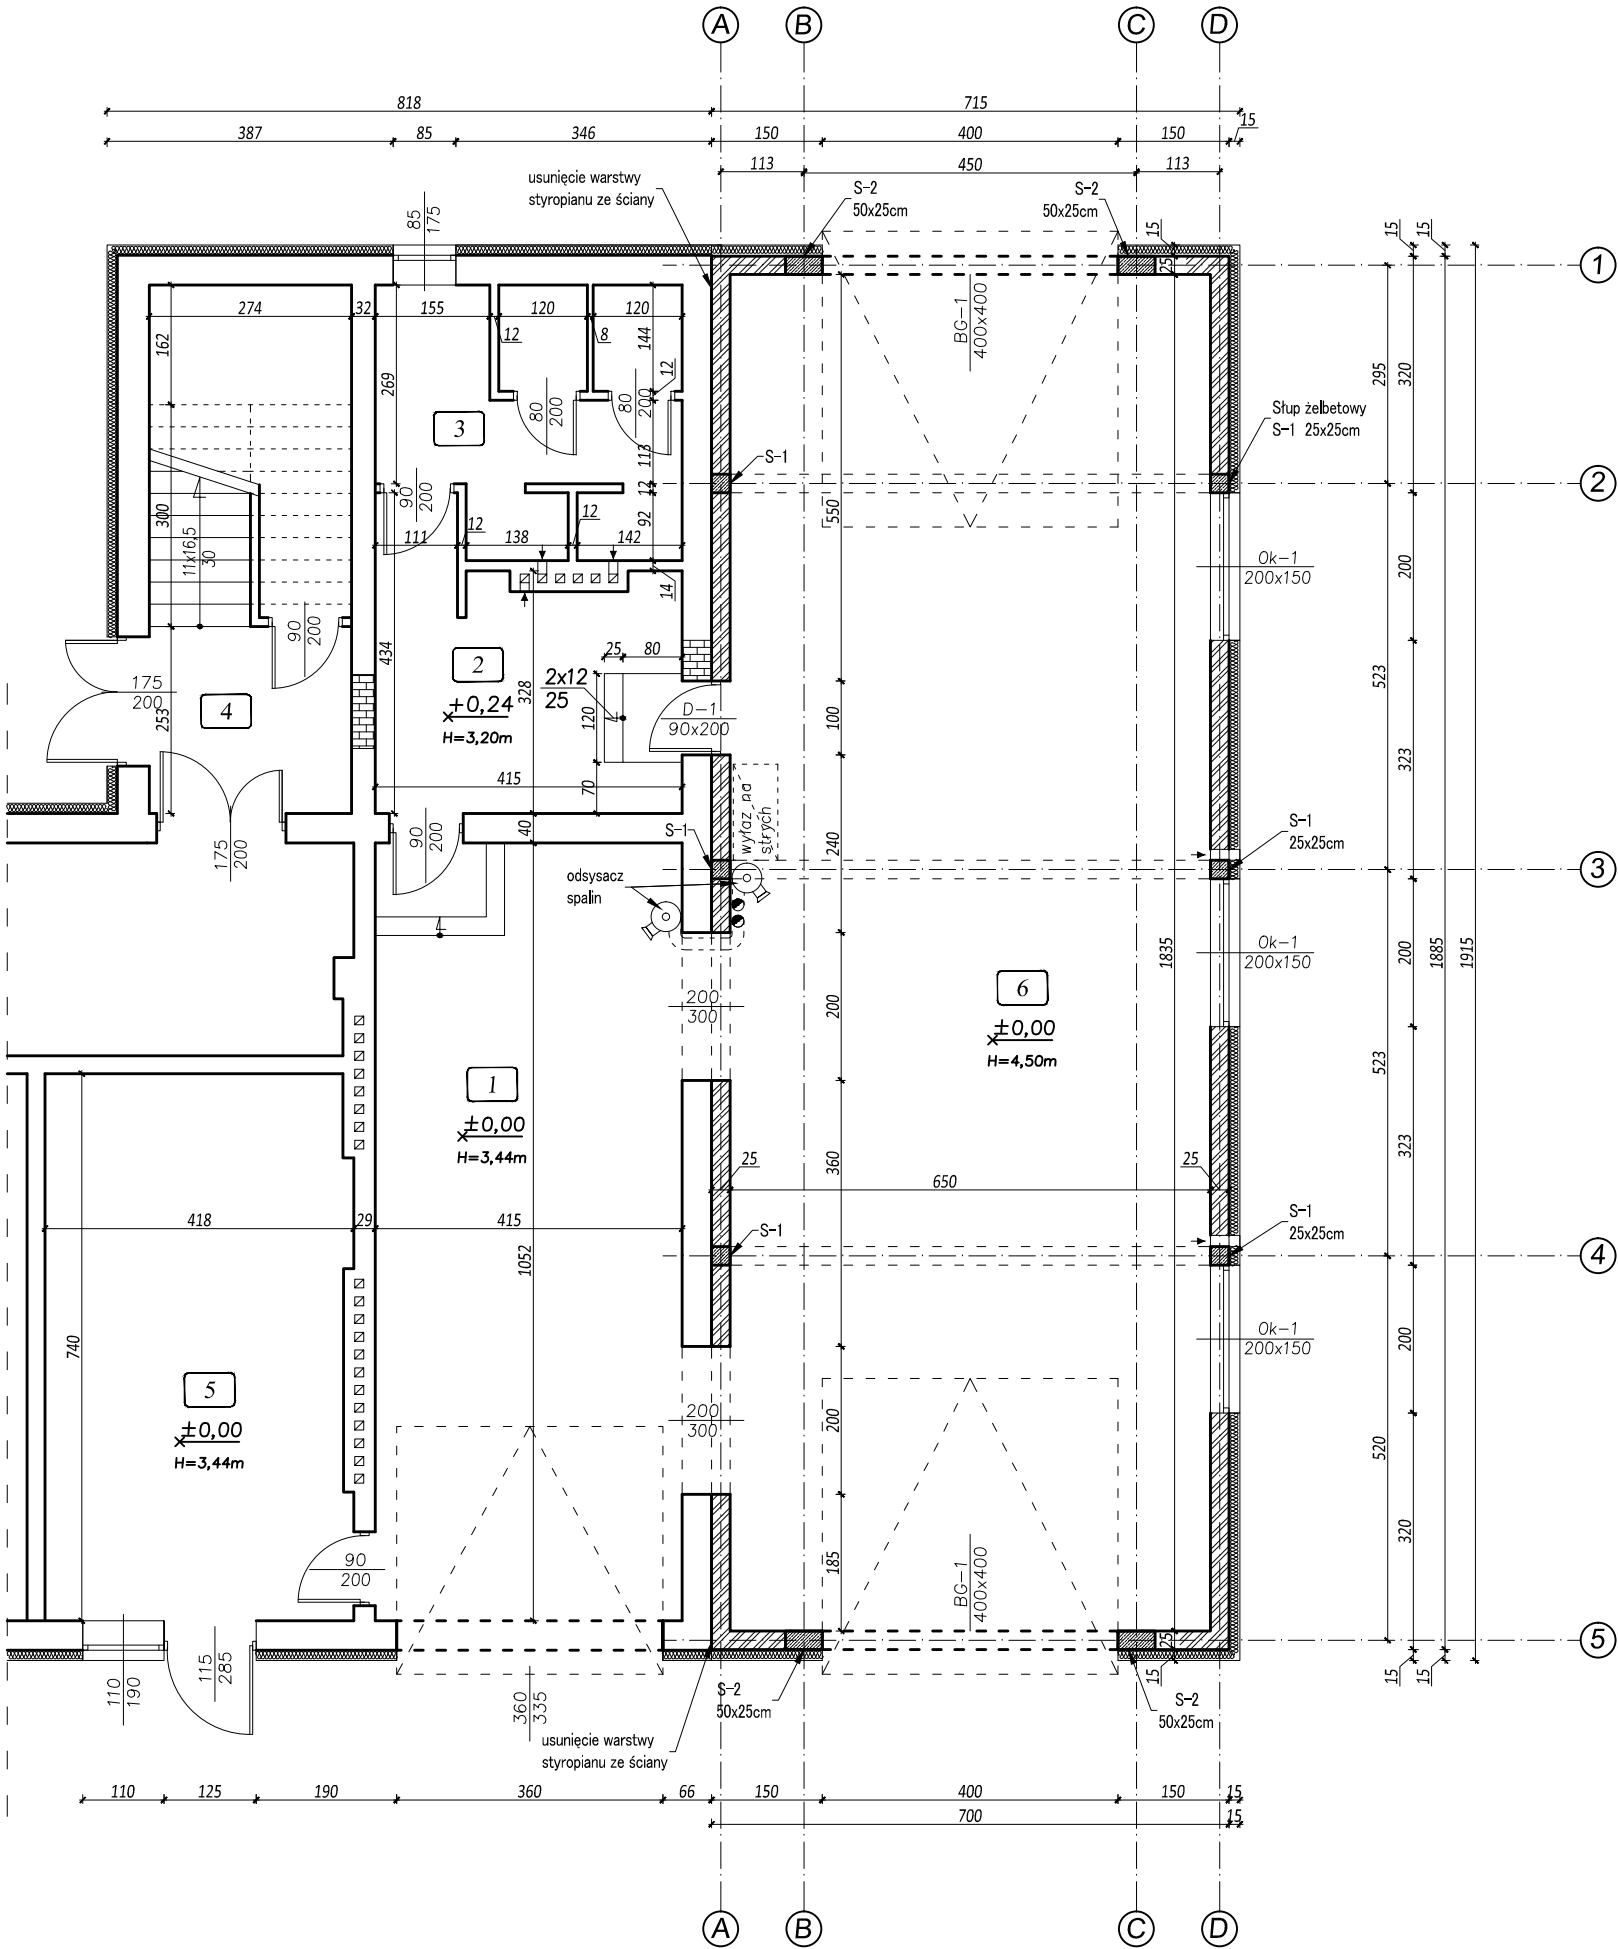 A
B
C
D
818
715
387
85
346
150
400
150
15
113
450
113
usunięcie warstwy
styropianu ze ściany
S-2
50x25cm
S-2
50x25cm
85
175
15
25
15
15
1
BG-1
400x400
274
32
155
120
120
12
8
162
144
12
269
80
200
80
200
295
320
3
Słup żelbetowy
S-1 25x25cm
S-1
113
12
92
2
90
200
300
11x16,5
30
111
12
138
12
142
14
550
Ok-1
200x150
200
90
200
434
2
25
80
523
175
200
253
4
+0,24
H=3,20m
328
2x12
25
120
D-1
90x200
100
323
415
70
wyłaz na
strych
175
200
90
200
40
S-1
240
S-1
25x25cm
odsysacz
spalin
3
200
300
200
6
±0,00
H=4,50m
1835
Ok-1
200x150
200
1885
1915
1
±0,00
H=3,44m
523
360
25
650
25
323
418
29
415
1052
S-1
S-1
25x25cm
4
740
5
±0,00
H=3,44m
Ok-1
200x150
200
200
300
200
520
90
200
185
BG-1
400x400
320
25
15
15
15
5
110
190
115
285
360
335
S-2
50x25cm
S-2
50x25cm
usunięcie warstwy
styropianu ze ściany
110
125
190
360
66
150
400
150
15
700
15
A
B
C
D